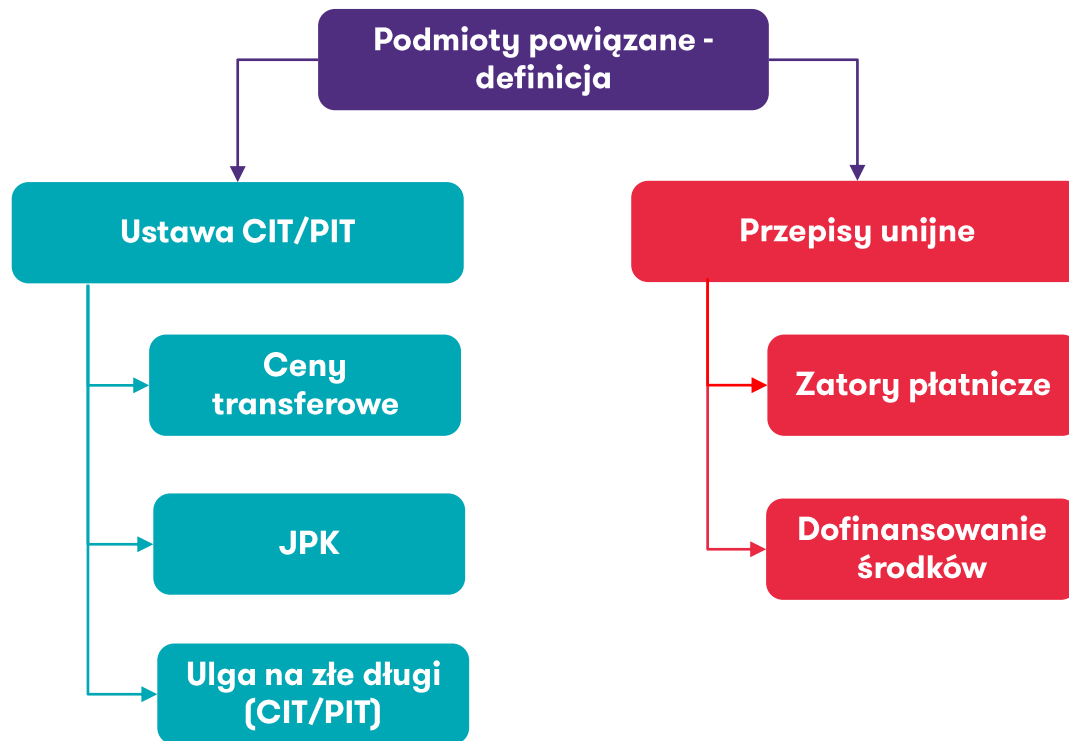 Podmioty powiązane -
definicja
Ustawa CIT/PIT
Przepisy unijne
Ceny
transferowe
Zatory płatnicze
JPK
Dofinansowanie
środków
Ulga na złe długi
(CIT/PIT)